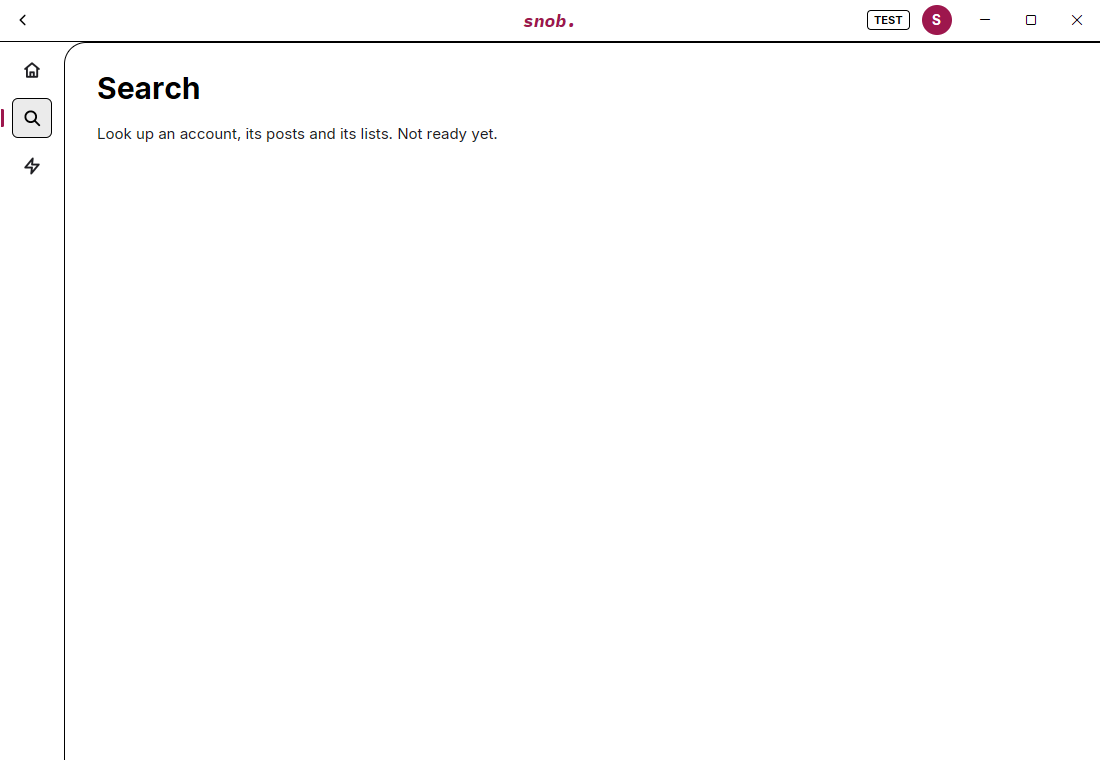 snob.
TEST
S
Search
Look up an account, its posts and its lists. Not ready yet.